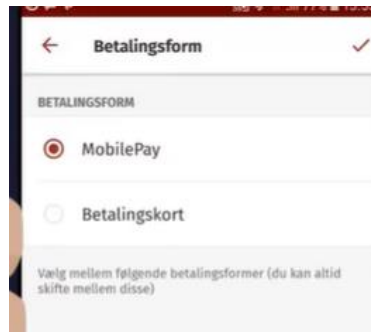 Betalingsform
BETALINGSFORM
MobilePay
Betalingskort
Vælg mellem følgende betalingsformer (du kan altid
skifte mellem disse)